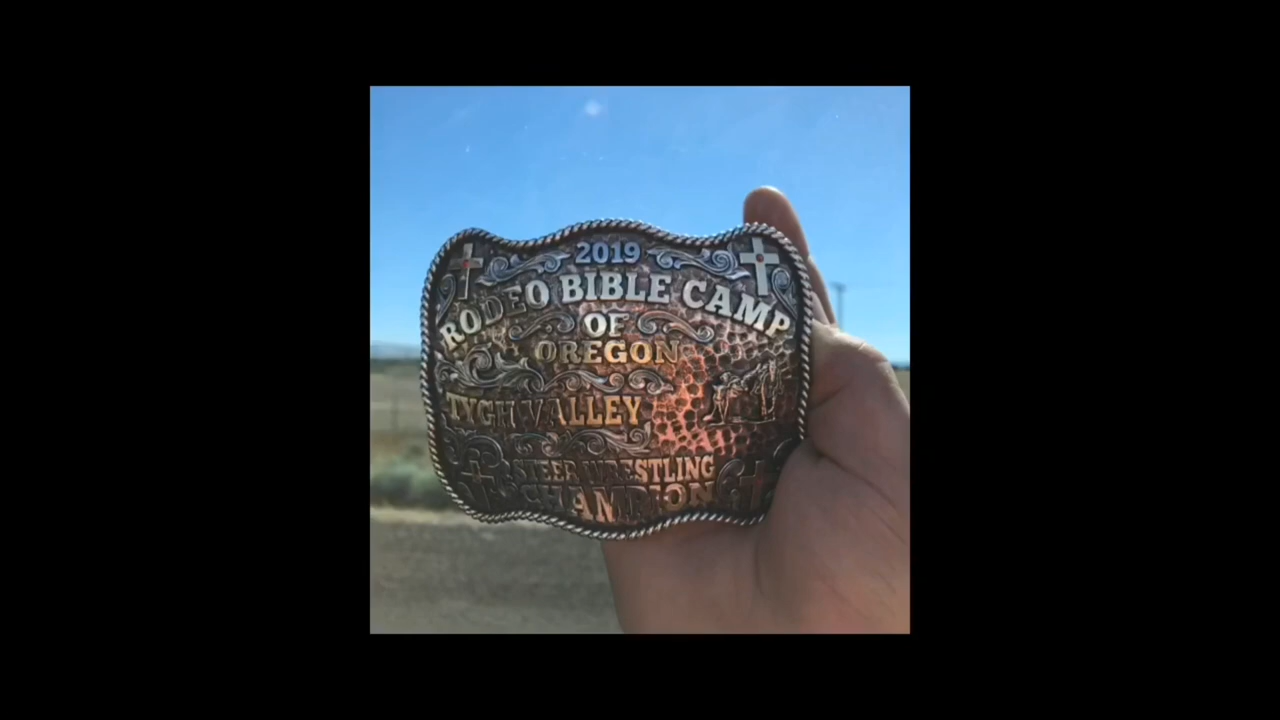 2019
RODEO BIBLE CAMP
OF
OREGON
TYGH VALLEY
STEER WRESTLING
CHAMPION